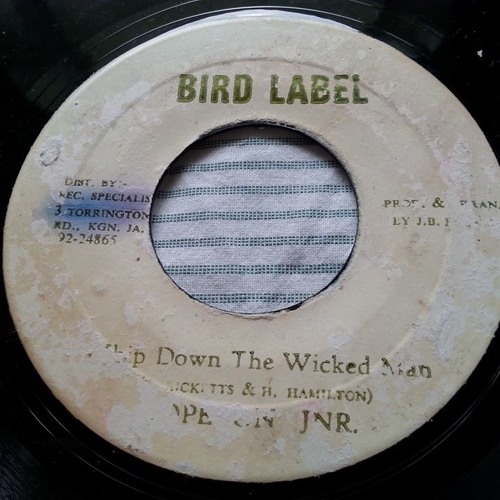 BIRD LABEL
DIST. BY:-
REC. SPECIALIS
3 TORRINGTON
RD., KGN. JA.
92-24865
PROD. &
BY J.B.
Down The Wicked Man
& H. HAMILTON)
JNR.